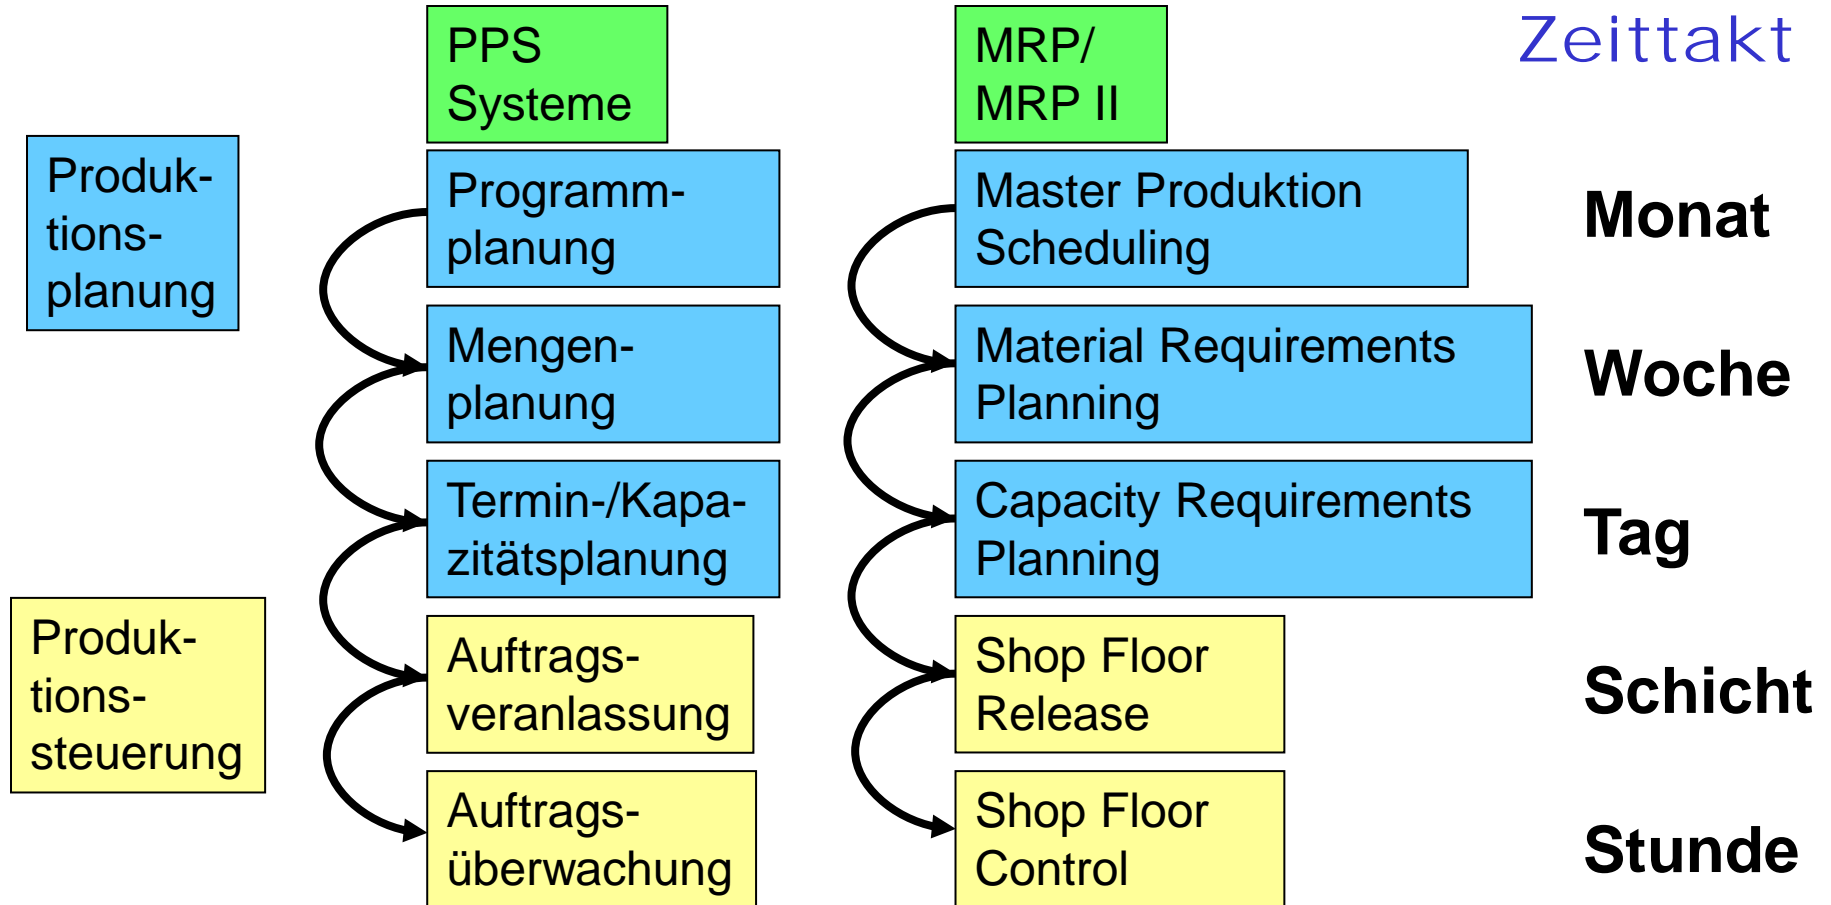 PPS
Systeme
MRP/
MRP II
Zeittakt
Produk-
tions-
planung
Programm-
planung
Master Produktion
Scheduling
Monat
Mengen-
planung
Material Requirements
Planning
Woche
Termin-/Kapa-
zitätsplanung
Capacity Requirements
Planning
Tag
Produk-
tions-
steuerung
Auftrags-
veranlassung
Shop Floor
Release
Schicht
Auftrags-
überwachung
Shop Floor
Control
Stunde